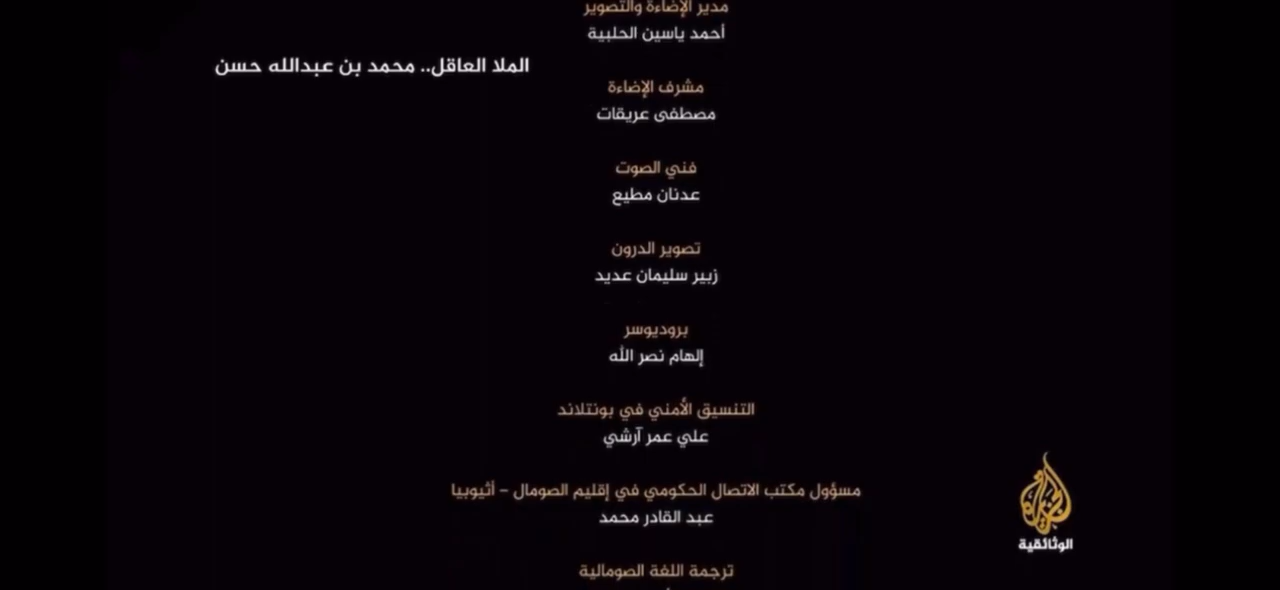 مدير الإضاءة والتصوير
أحمد ياسين الحلبية
الملا العاقل.. محمد بن عبدالله حسن
مشرف الإضاءة
مصطفى عريقات
فني الصوت
عدنان مطيع
تصوير الدرون
زبير سليمان عديد
بروديوسر
إلهام نصر الله
التنسيق الأمني في بونتلاند
علي عمر آرشي
مسؤول مكتب الاتصال الحكومي في إقليم الصومال – أثيوبيا
عبد القادر محمد
الجزيرة
الوثائقية
ترجمة اللغة الصومالية